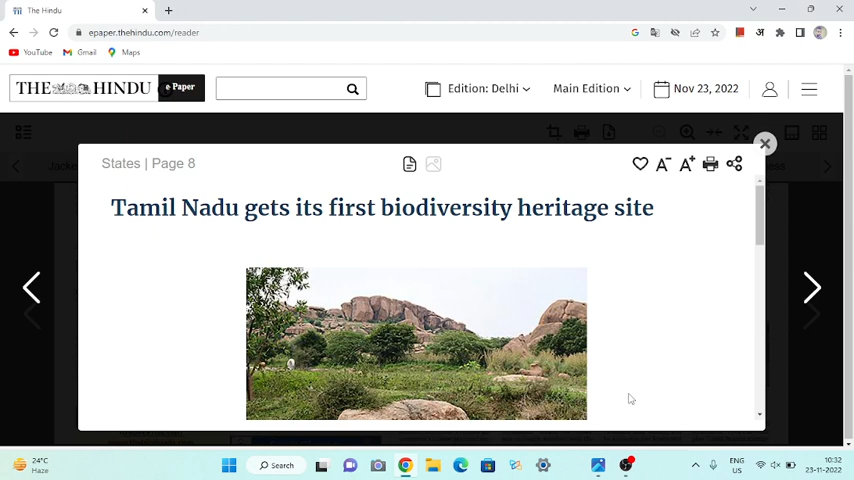 The Hindu
epaper.thehindu.com/reader
अ
YouTube
Gmail
Maps
THE HINDU
e Paper
Edition: Delhi
Main Edition
Nov 23, 2022
States | Page 8
A- A+
Tamil Nadu gets its first biodiversity heritage site
24°C
Haze
Search
ENG
US
10:32
23-11-2022